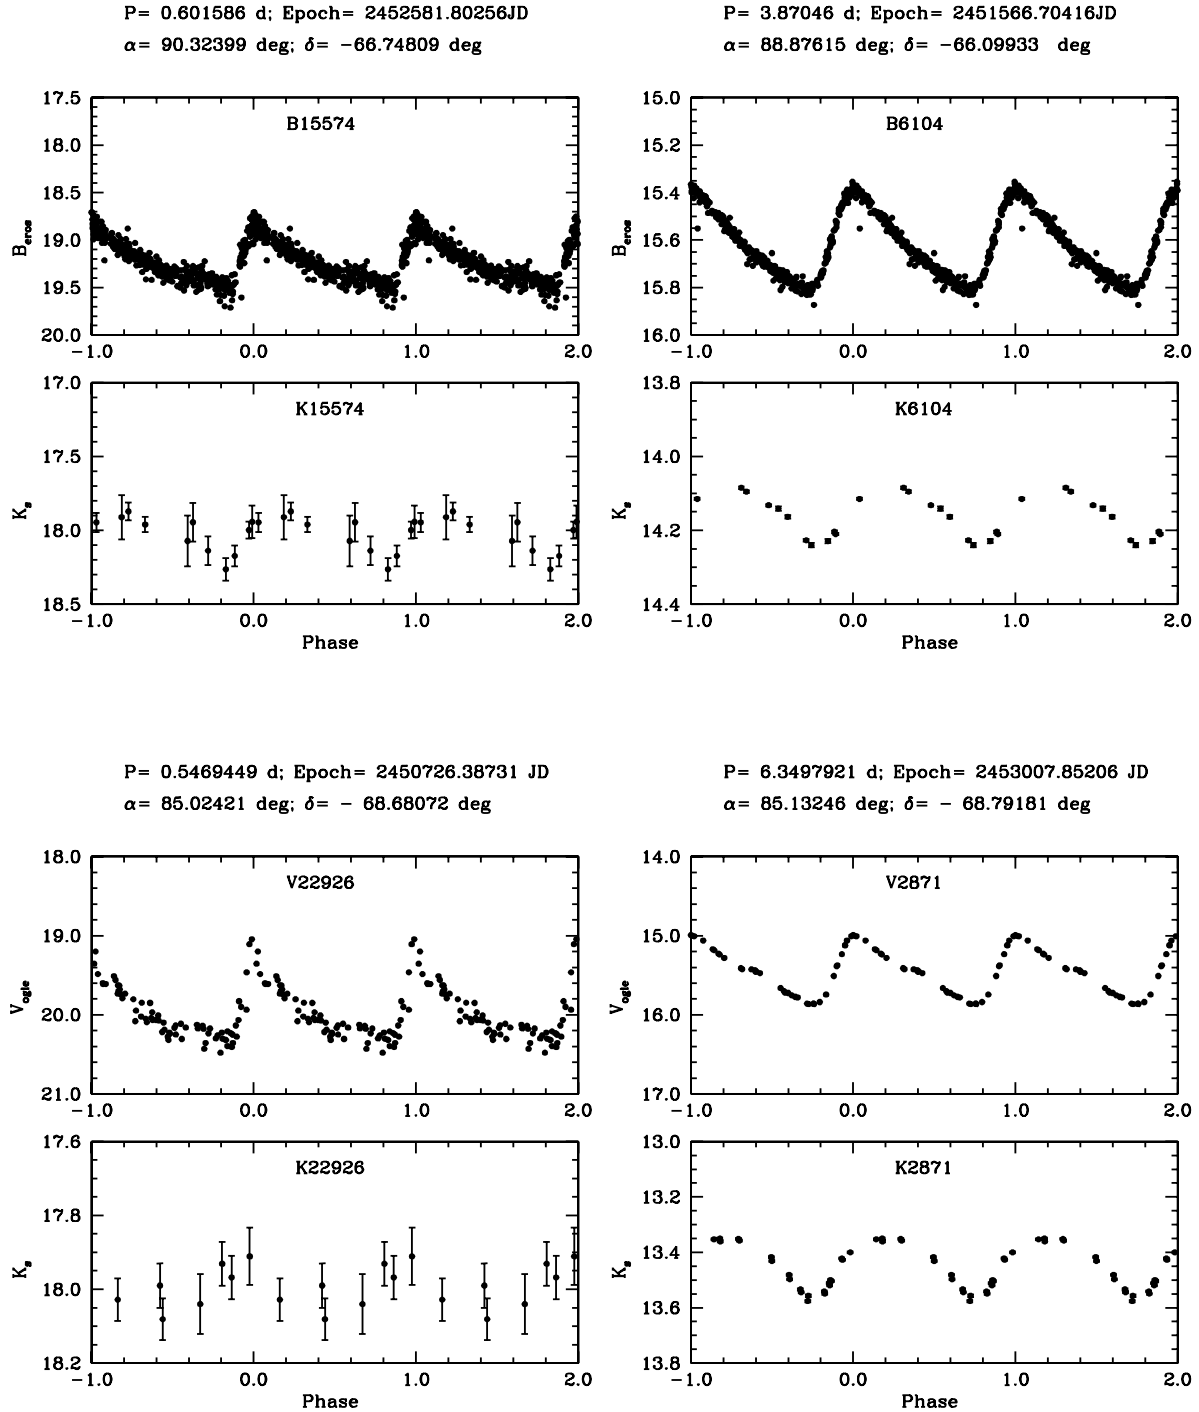 P= 0.601586 d; Epoch= 2452581.80256JD
α= 90.32399 deg; δ= −66.74809 deg
17.5
18.0
18.5
19.0
19.5
20.0
B_eros
B15574
−1.0 0.0 1.0 2.0
17.0
17.5
18.0
18.5
K_s
K15574
−1.0 0.0 1.0 2.0
Phase
P= 3.87046 d; Epoch= 2451566.70416JD
α= 88.87615 deg; δ= −66.09933 deg
15.0
15.2
15.4
15.6
15.8
16.0
B_eros
B6104
−1.0 0.0 1.0 2.0
13.8
14.0
14.2
14.4
K_s
K6104
−1.0 0.0 1.0 2.0
Phase
P= 0.5469449 d; Epoch= 2450726.38731 JD
α= 85.02421 deg; δ= − 68.68072 deg
18.0
19.0
20.0
21.0
V_ogle
V22926
−1.0 0.0 1.0 2.0
17.6
17.8
18.0
18.2
K_s
K22926
−1.0 0.0 1.0 2.0
Phase
P= 6.3497921 d; Epoch= 2453007.85206 JD
α= 85.13246 deg; δ= − 68.79181 deg
14.0
15.0
16.0
17.0
V_ogle
V2871
−1.0 0.0 1.0 2.0
13.0
13.2
13.4
13.6
13.8
K_s
K2871
−1.0 0.0 1.0 2.0
Phase